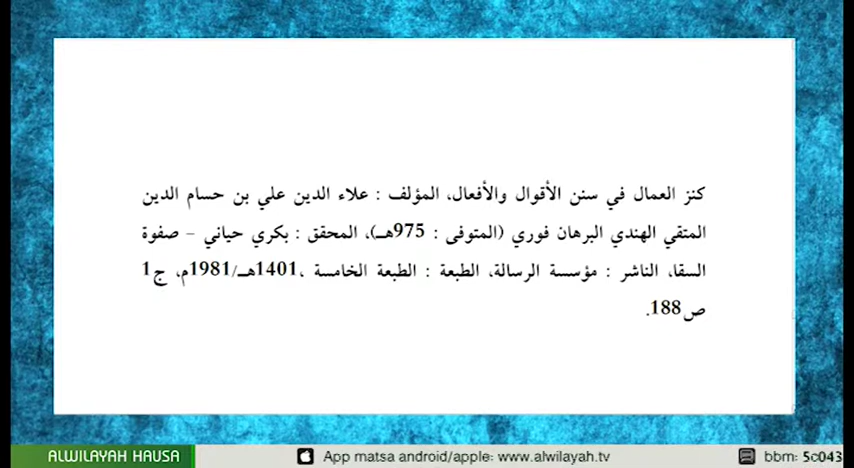 كنز العمال في سنن الأقوال والأفعال، المؤلف : علاء الدين علي بن حسام الدين
المتقي الهندي البرهان فوري (المتوفى : 975هـ)، المحقق : بكري حياني – صفوة
السقا، الناشر : مؤسسة الرسالة، الطبعة : الطبعة الخامسة ،1401هـ/1981م، ج1
ص188.
ALWILAYAH HAUSA App matsa android/apple: www.alwilayah.tv bbm: 5c043